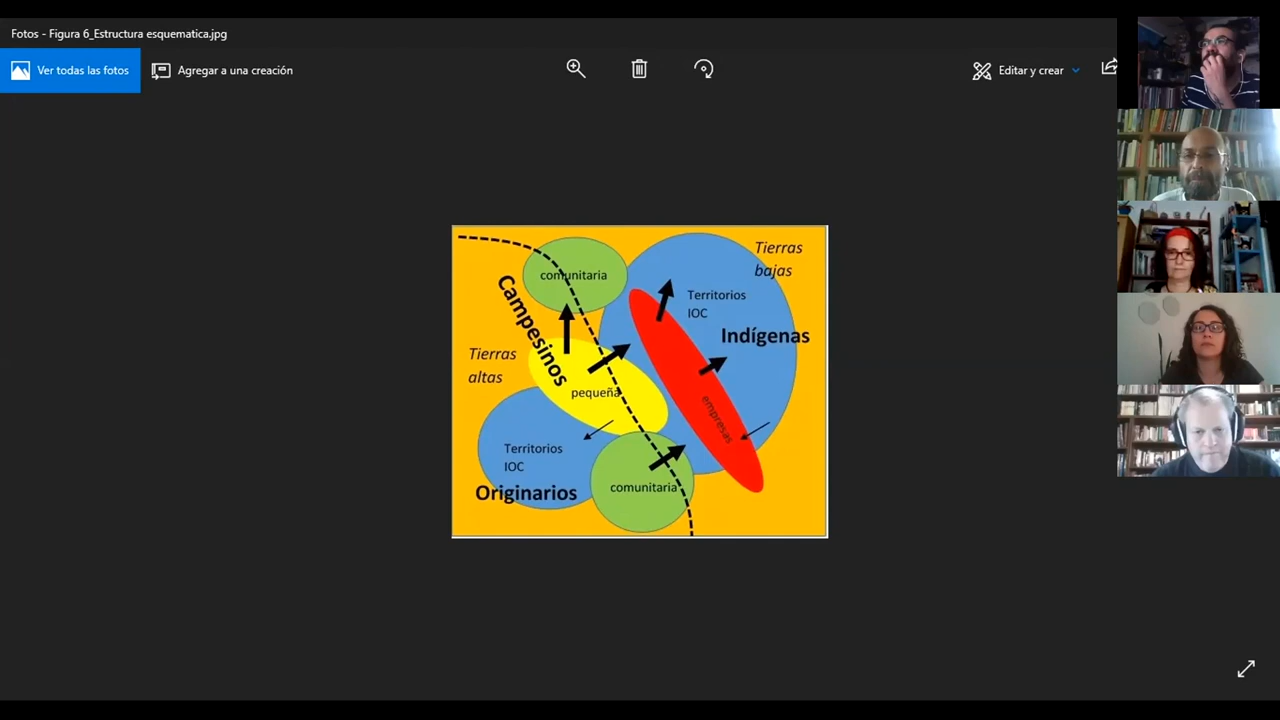 Fotos - Figura 6_Estructura esquematica.jpg
Ver todas las fotos
Agregar a una creación
Editar y crear
Tierras
bajas
comunitaria
Territorios
IOC
Indígenas
Campesinos
Tierras
altas
pequeña
empresas
Territorios
IOC
Originarios
comunitaria